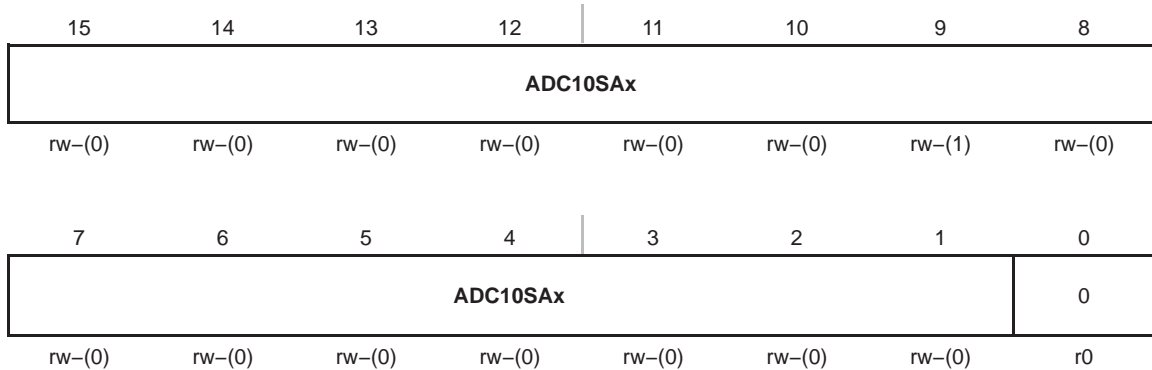 15 14 13 12 11 10 9 8
ADC10SAx
rw−(0) rw−(0) rw−(0) rw−(0) rw−(0) rw−(0) rw−(1) rw−(0)
7 6 5 4 3 2 1 0
ADC10SAx 0
rw−(0) rw−(0) rw−(0) rw−(0) rw−(0) rw−(0) rw−(0) r0